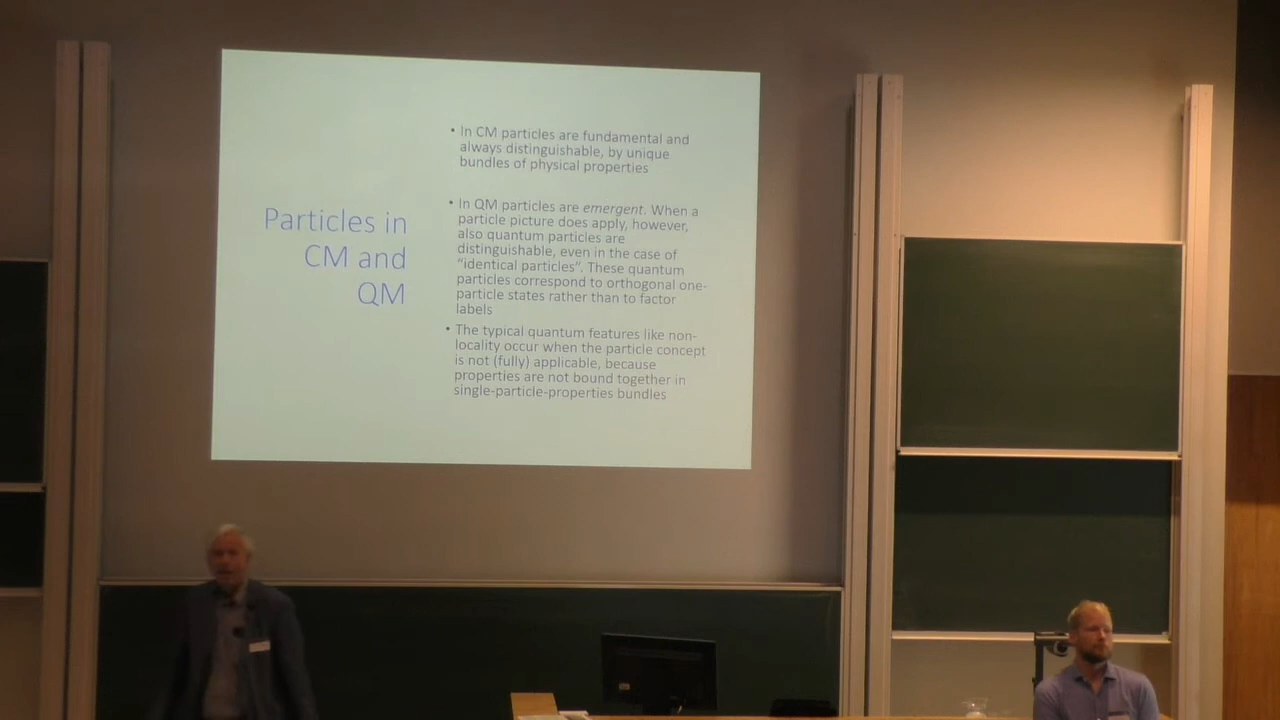 Particles in
CM and
QM
• In CM particles are fundamental and
always distinguishable, by unique
bundles of physical properties
• In QM particles are emergent. When a
particle picture does apply, however,
also quantum particles are
distinguishable, even in the case of
“identical particles”. These quantum
particles correspond to orthogonal one-
particle states rather than to factor
labels
• The typical quantum features like non-
locality occur when the particle concept
is not (fully) applicable, because
properties are not bound together in
single-particle-properties bundles